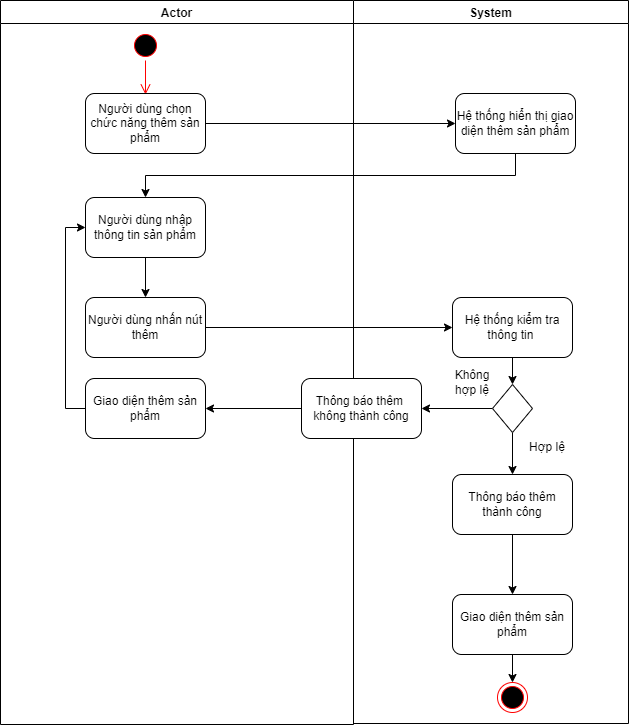 Actor
System
Người dùng chọn
chức năng thêm sản
phẩm
Hệ thống hiển thị giao
diện thêm sản phẩm
Người dùng nhập
thông tin sản phẩm
Người dùng nhấn nút
thêm
Hệ thống kiểm tra
thông tin
Không
hợp lệ
Giao diện thêm sản
phẩm
Thông báo thêm
không thành công
Hợp lệ
Thông báo thêm
thành công
Giao diện thêm sản
phẩm